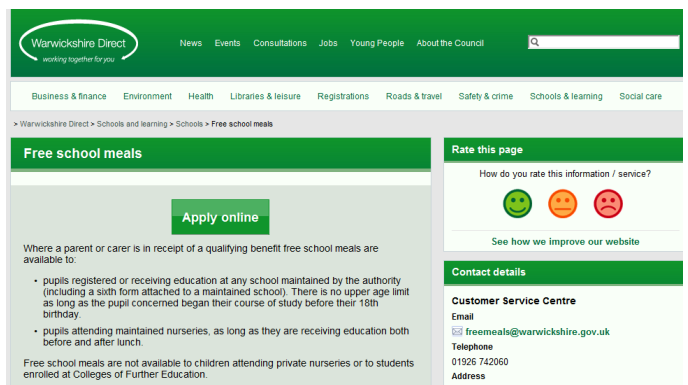 Warwickshire Direct
working together for you
News Events Consultations Jobs Young People About the Council
Business & finance Environment Health Libraries & leisure Registrations Roads & travel Safety & crime Schools & learning Social care
> Warwickshire Direct > Schools and learning > Schools > Free school meals
Free school meals
Apply online
Where a parent or carer is in receipt of a qualifying benefit free school meals are
available to:
• pupils registered or receiving education at any school maintained by the authority
(including a sixth form attached to a maintained school). There is no upper age limit
as long as the pupil concerned began their course of study before their 18th
birthday.
• pupils attending maintained nurseries, as long as they are receiving education both
before and after lunch.
Free school meals are not available to children attending private nurseries or to students
enrolled at Colleges of Further Education.
Rate this page
How do you rate this information / service?
See how we improve our website
Contact details
Customer Service Centre
Email
freemeals@warwickshire.gov.uk
Telephone
01926 742060
Address